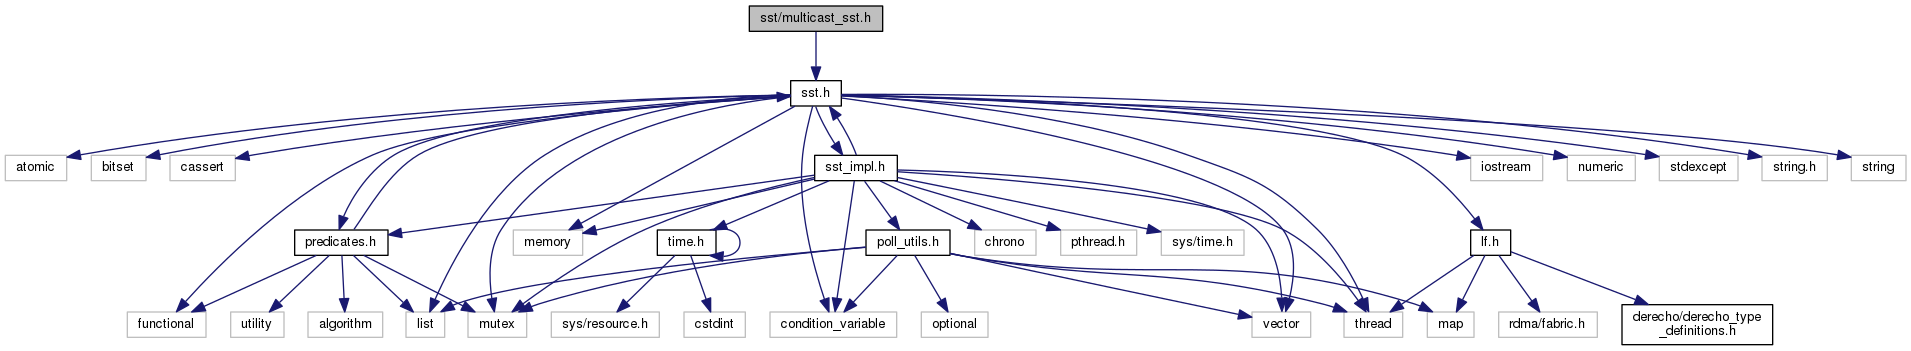 sst/multicast_sst.h
sst.h
atomic
bitset
cassert
sst_impl.h
iostream
numeric
stdexcept
string.h
string
predicates.h
memory
time.h
poll_utils.h
chrono
pthread.h
sys/time.h
lf.h
functional
utility
algorithm
list
mutex
sys/resource.h
cstdint
condition_variable
optional
vector
thread
map
rdma/fabric.h
derecho/derecho_type
_definitions.h